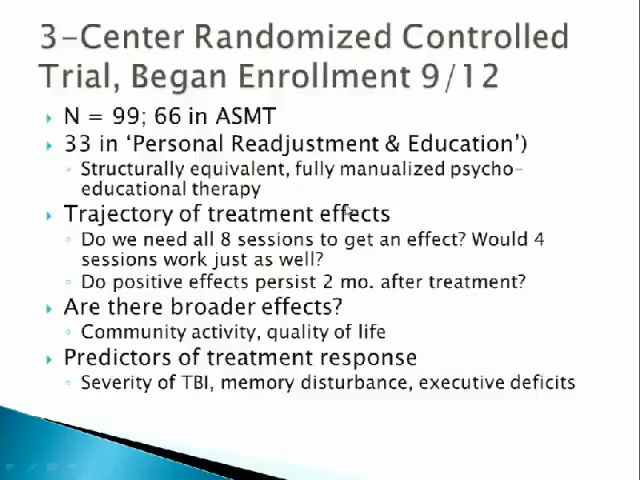 3-Center Randomized Controlled
Trial, Began Enrollment 9/12
N = 99; 66 in ASMT
33 in ‘Personal Readjustment & Education’)
Structurally equivalent, fully manualized psycho-
educational therapy
Trajectory of treatment effects
Do we need all 8 sessions to get an effect? Would 4
sessions work just as well?
Do positive effects persist 2 mo. after treatment?
Are there broader effects?
Community activity, quality of life
Predictors of treatment response
Severity of TBI, memory disturbance, executive deficits